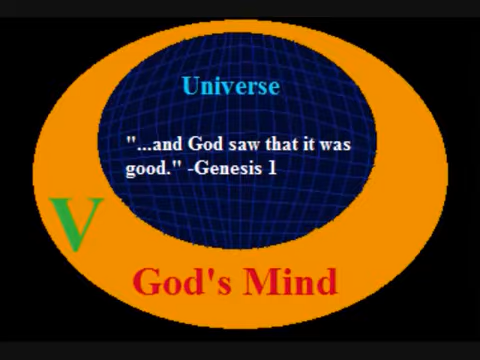 Universe
"...and God saw that it was
good." -Genesis 1
V
God's Mind